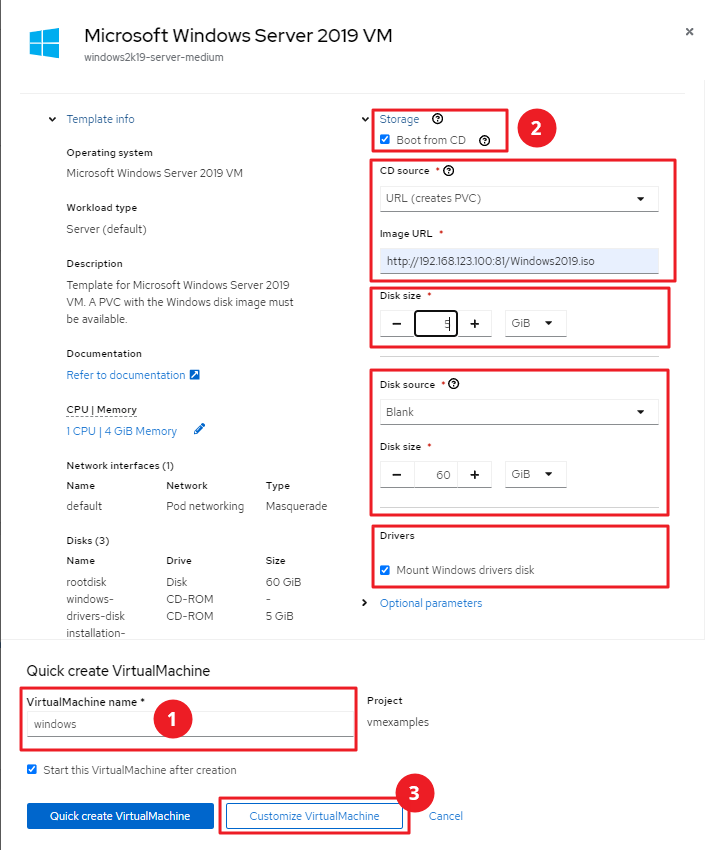 Microsoft Windows Server 2019 VM
windows2k19-server-medium
Template info
Operating system
Microsoft Windows Server 2019 VM
Workload type
Server (default)
Description
Template for Microsoft Windows Server 2019
VM. A PVC with the Windows disk image must
be available.
Documentation
Refer to documentation
CPU | Memory
1 CPU | 4 GiB Memory
Network interfaces (1)
Name Network Type
default Pod networking Masquerade
Disks (3)
Name Drive Size
rootdisk Disk 60 GiB
windows- CD-ROM -
drivers-disk CD-ROM 5 GiB
installation-
Storage
Boot from CD
2
CD source *
URL (creates PVC)
Image URL *
http://192.168.123.100:81/Windows2019.iso
Disk size *
5 GiB
Disk source *
Blank
Disk size *
60 GiB
Drivers
Mount Windows drivers disk
Optional parameters
Quick create VirtualMachine
VirtualMachine name *
windows
1
Project
vmexamples
Start this VirtualMachine after creation
3
Quick create VirtualMachine Customize VirtualMachine Cancel